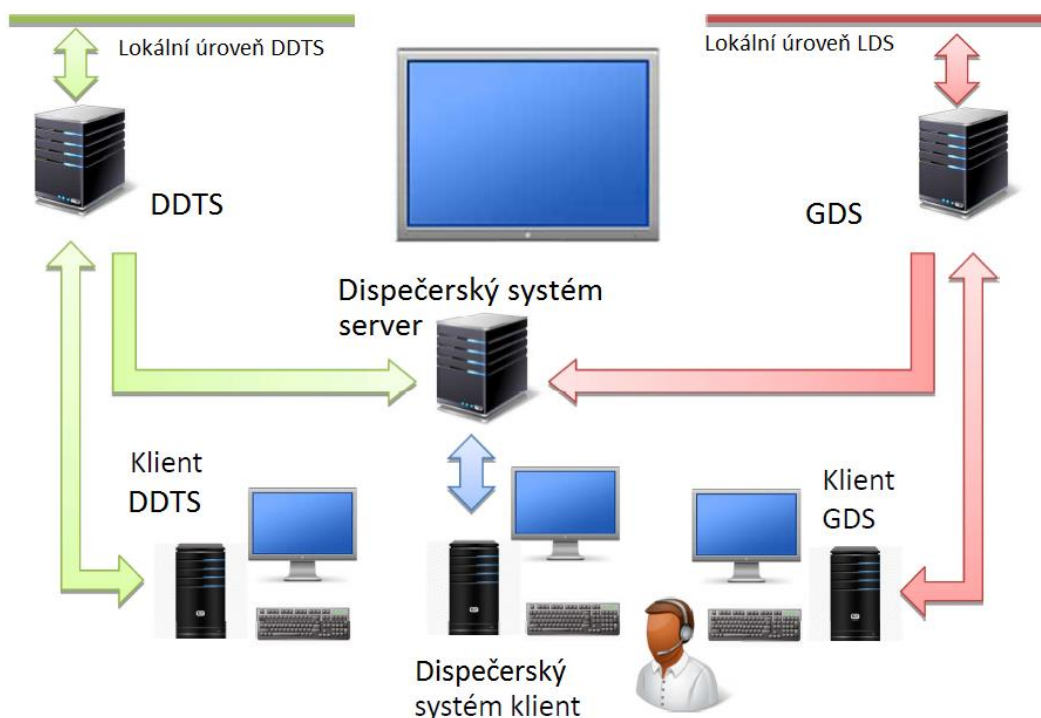 Lokální úroveň DDTS
Lokální úroveň LDS
DDTS
GDS
Dispečerský systém
server
Klient
DDTS
Klient
GDS
Dispečerský
systém klient